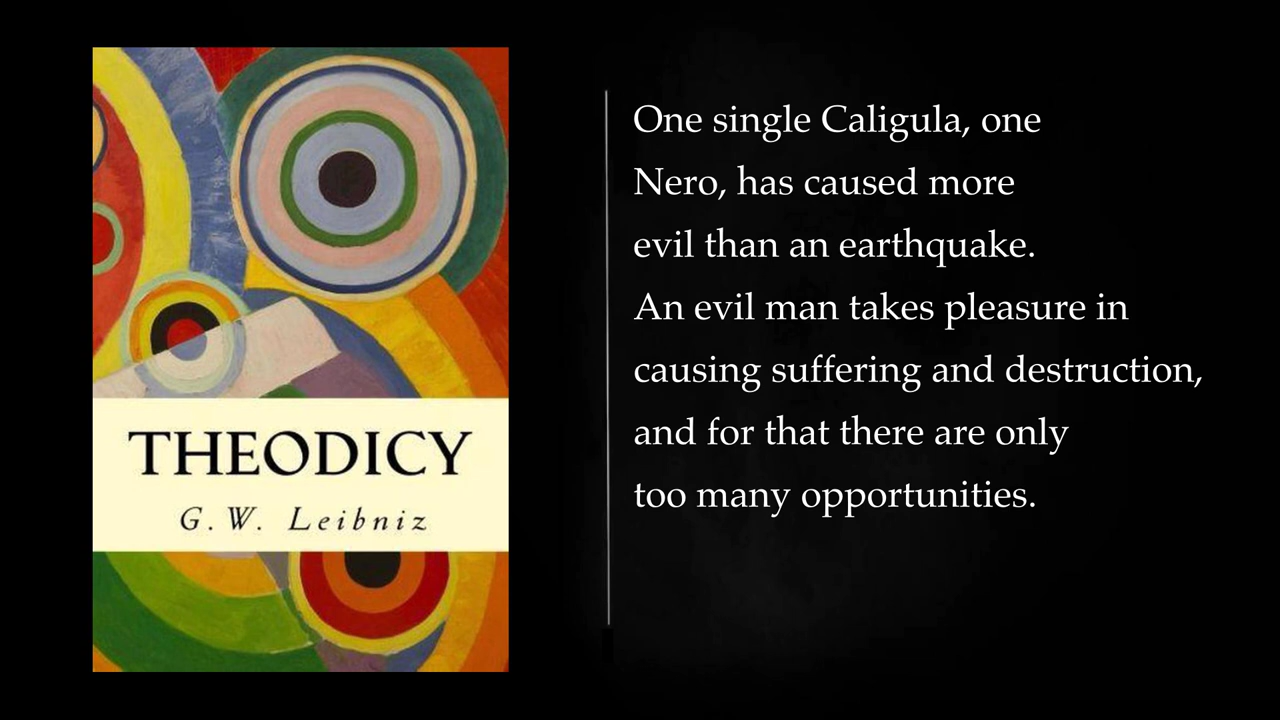 THEODICY
G. W. Leibniz
One single Caligula, one
Nero, has caused more
evil than an earthquake.
An evil man takes pleasure in
causing suffering and destruction,
and for that there are only
too many opportunities.